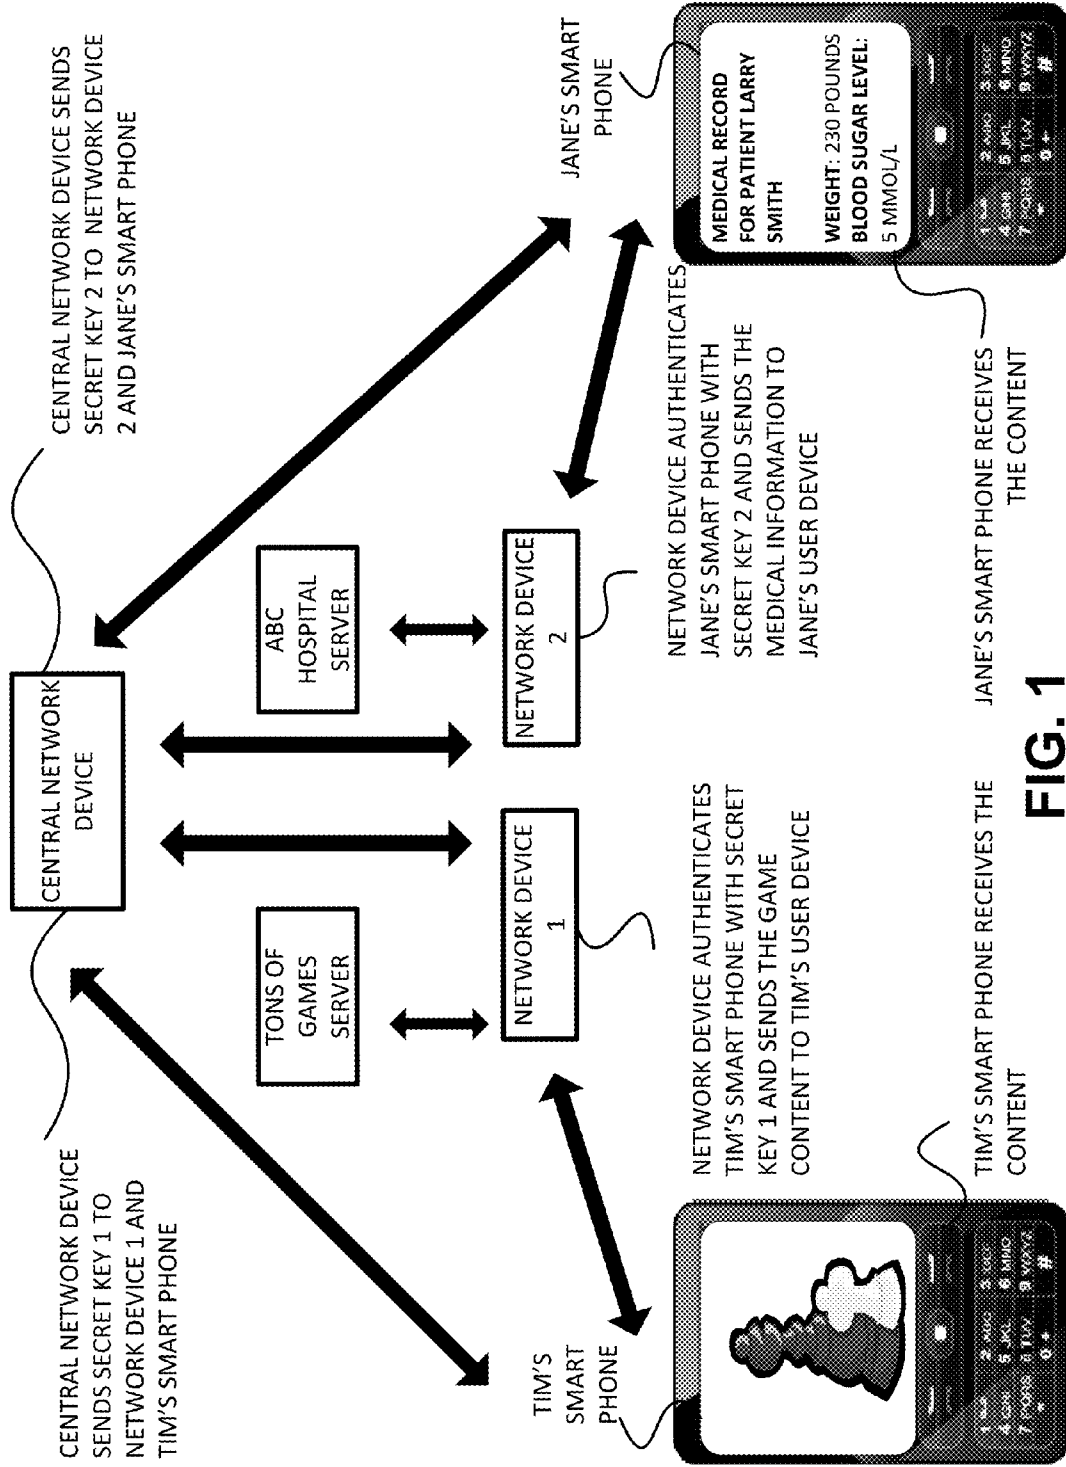 CENTRAL NETWORK DEVICE
SENDS SECRET KEY 1 TO
NETWORK DEVICE 1 AND
TIM'S SMART PHONE
CENTRAL NETWORK
DEVICE
CENTRAL NETWORK DEVICE SENDS
SECRET KEY 2 TO NETWORK DEVICE
2 AND JANE'S SMART PHONE
TONS OF
GAMES
SERVER
ABC
HOSPITAL
SERVER
NETWORK DEVICE
1
NETWORK DEVICE
2
TIM'S
SMART
PHONE
JANE'S SMART
PHONE
NETWORK DEVICE AUTHENTICATES
TIM'S SMART PHONE WITH SECRET
KEY 1 AND SENDS THE GAME
CONTENT TO TIM'S USER DEVICE
NETWORK DEVICE AUTHENTICATES
JANE'S SMART PHONE WITH
SECRET KEY 2 AND SENDS THE
MEDICAL INFORMATION TO
JANE'S USER DEVICE
MEDICAL RECORD
FOR PATIENT LARRY
SMITH
WEIGHT: 230 POUNDS
BLOOD SUGAR LEVEL:
5 MMOL/L
TIM'S SMART PHONE RECEIVES THE
CONTENT
JANE'S SMART PHONE RECEIVES
THE CONTENT
FIG. 1